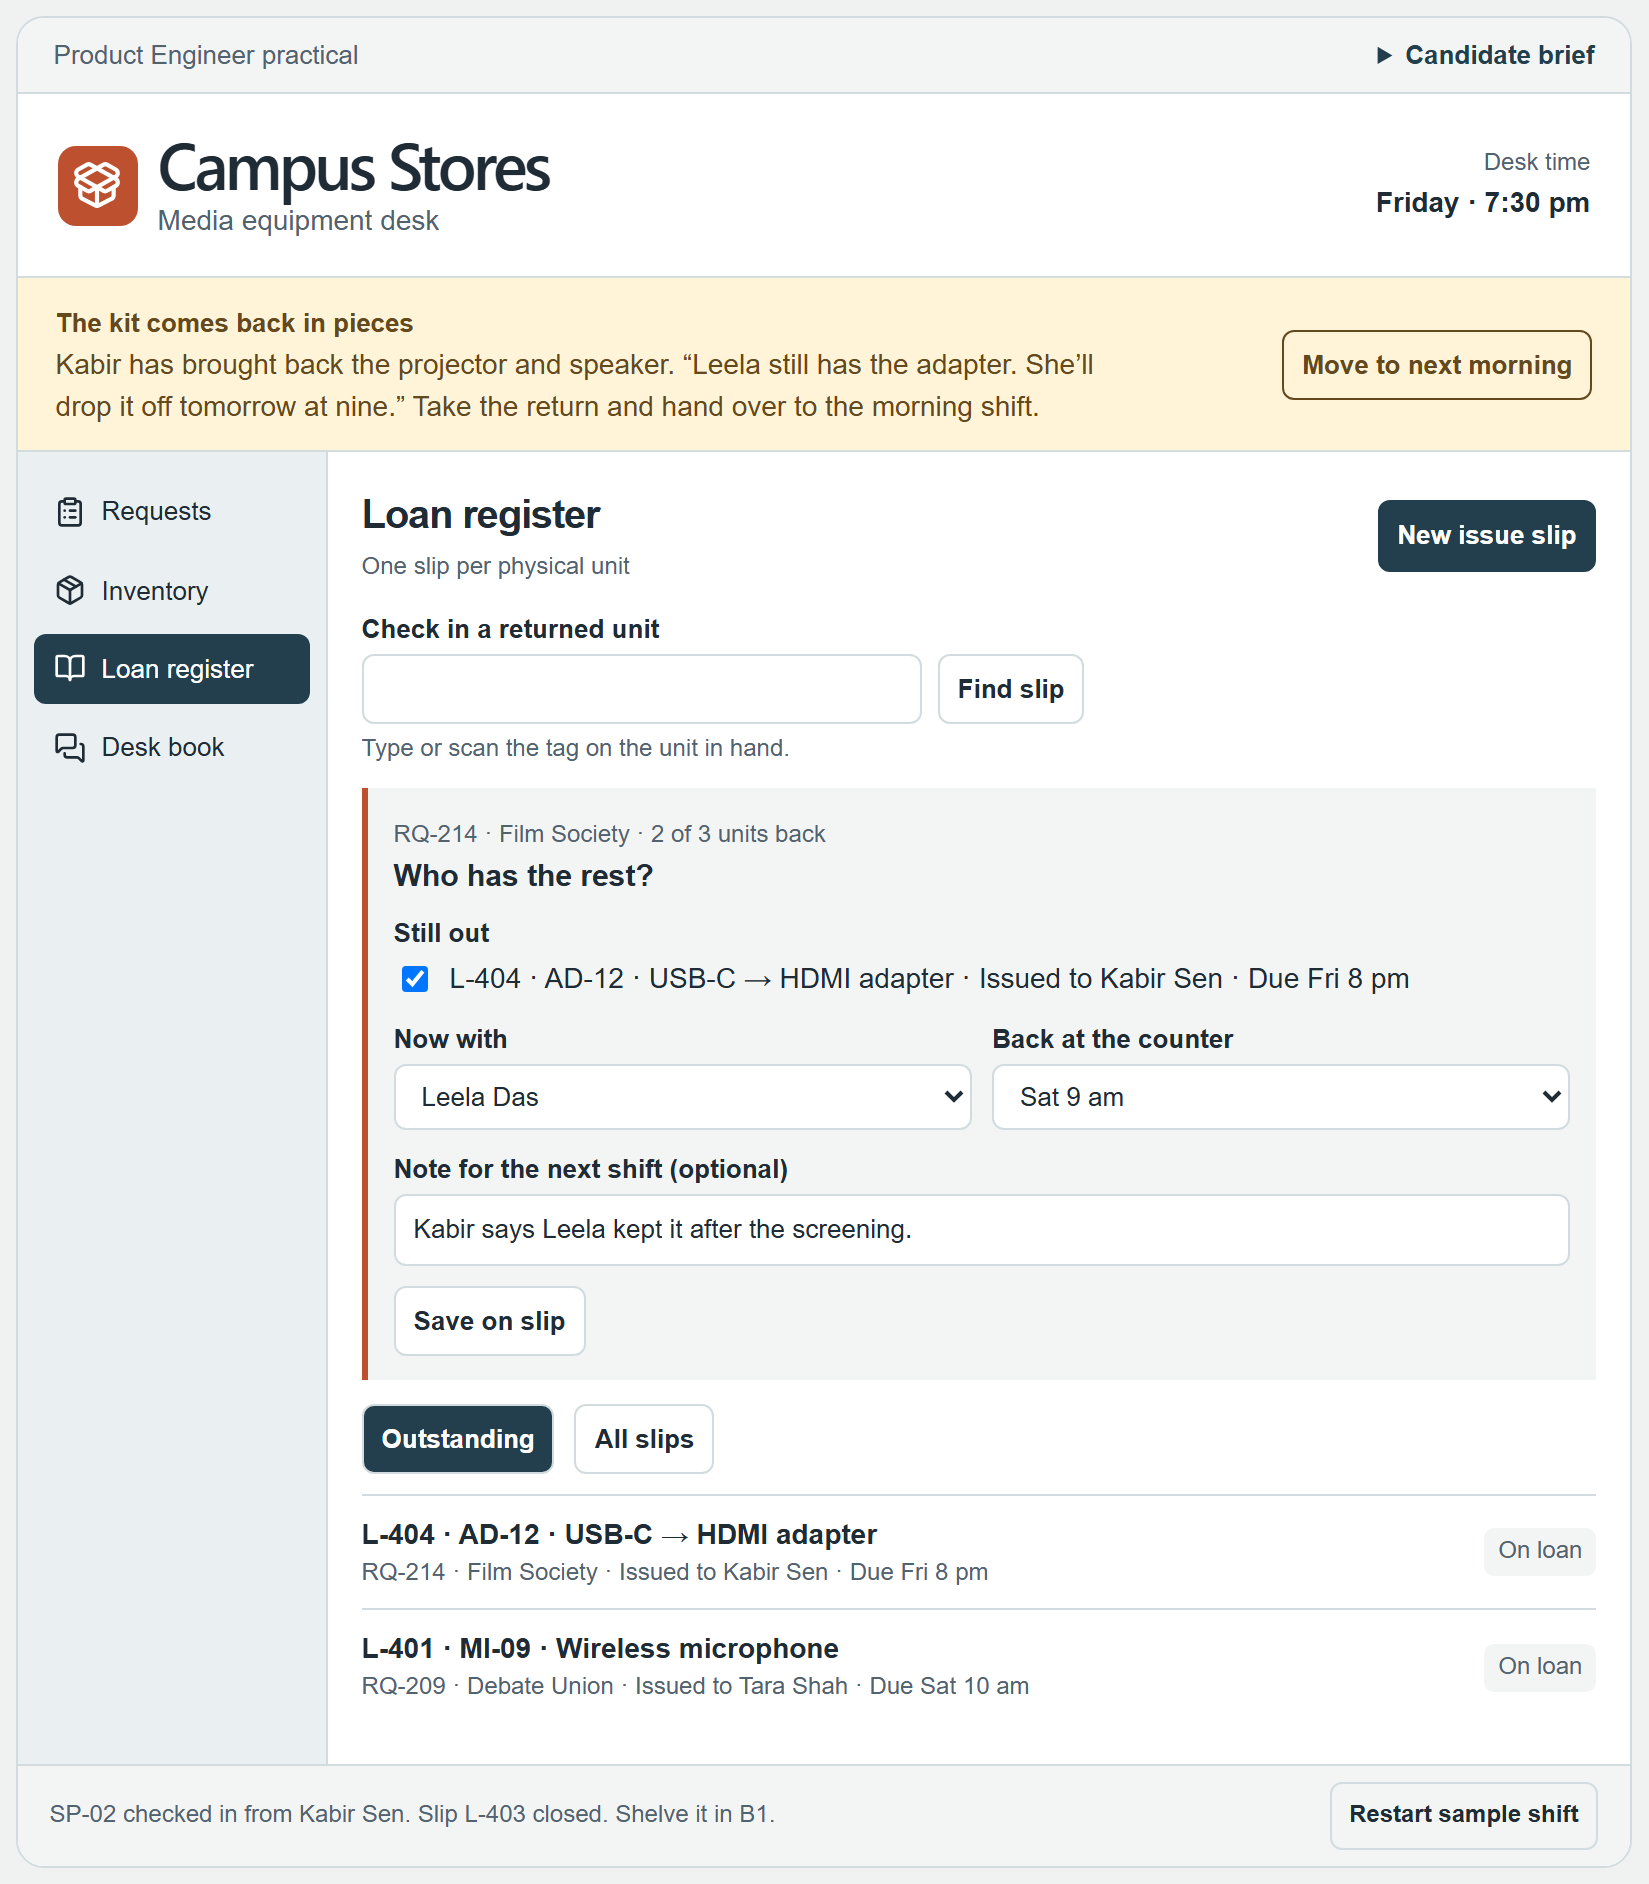 Product Engineer practical
▶ Candidate brief
Campus Stores
Media equipment desk
Desk time
Friday · 7:30 pm
The kit comes back in pieces
Kabir has brought back the projector and speaker. “Leela still has the adapter. She’ll
drop it off tomorrow at nine.” Take the return and hand over to the morning shift.
Move to next morning
Requests
Inventory
Loan register
Desk book
Loan register
One slip per physical unit
New issue slip
Check in a returned unit
Find slip
Type or scan the tag on the unit in hand.
RQ-214 · Film Society · 2 of 3 units back
Who has the rest?
Still out
L-404 · AD-12 · USB-C → HDMI adapter · Issued to Kabir Sen · Due Fri 8 pm
Now with
Back at the counter
Leela Das
Sat 9 am
Note for the next shift (optional)
Kabir says Leela kept it after the screening.
Save on slip
Outstanding
All slips
L-404 · AD-12 · USB-C → HDMI adapter
RQ-214 · Film Society · Issued to Kabir Sen · Due Fri 8 pm
On loan
L-401 · MI-09 · Wireless microphone
RQ-209 · Debate Union · Issued to Tara Shah · Due Sat 10 am
On loan
SP-02 checked in from Kabir Sen. Slip L-403 closed. Shelve it in B1.
Restart sample shift